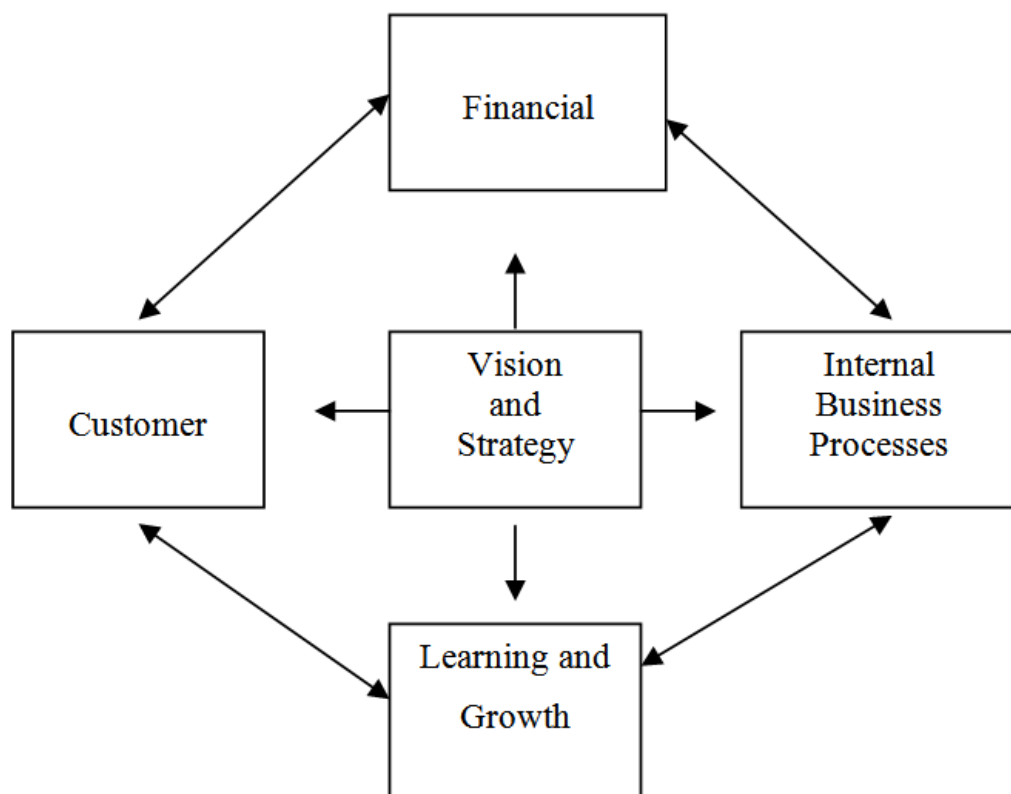 Financial
Customer
Vision
and
Strategy
Internal
Business
Processes
Learning and
Growth